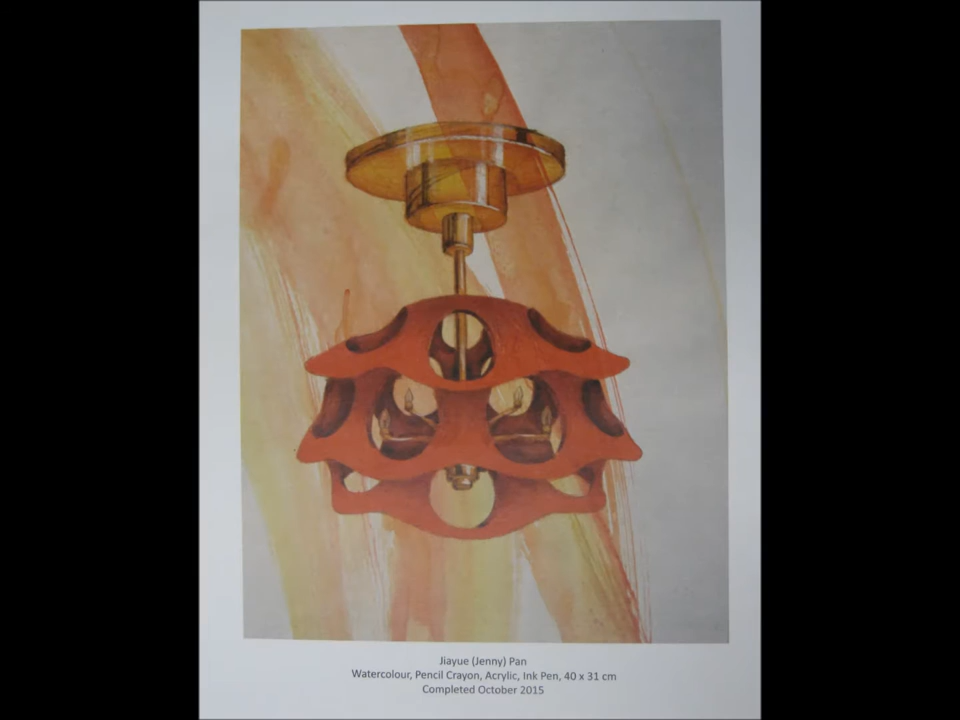 Jiayue (Jenny) Pan
Watercolour, Pencil Crayon, Acrylic, Ink Pen, 40 x 31 cm
Completed October 2015